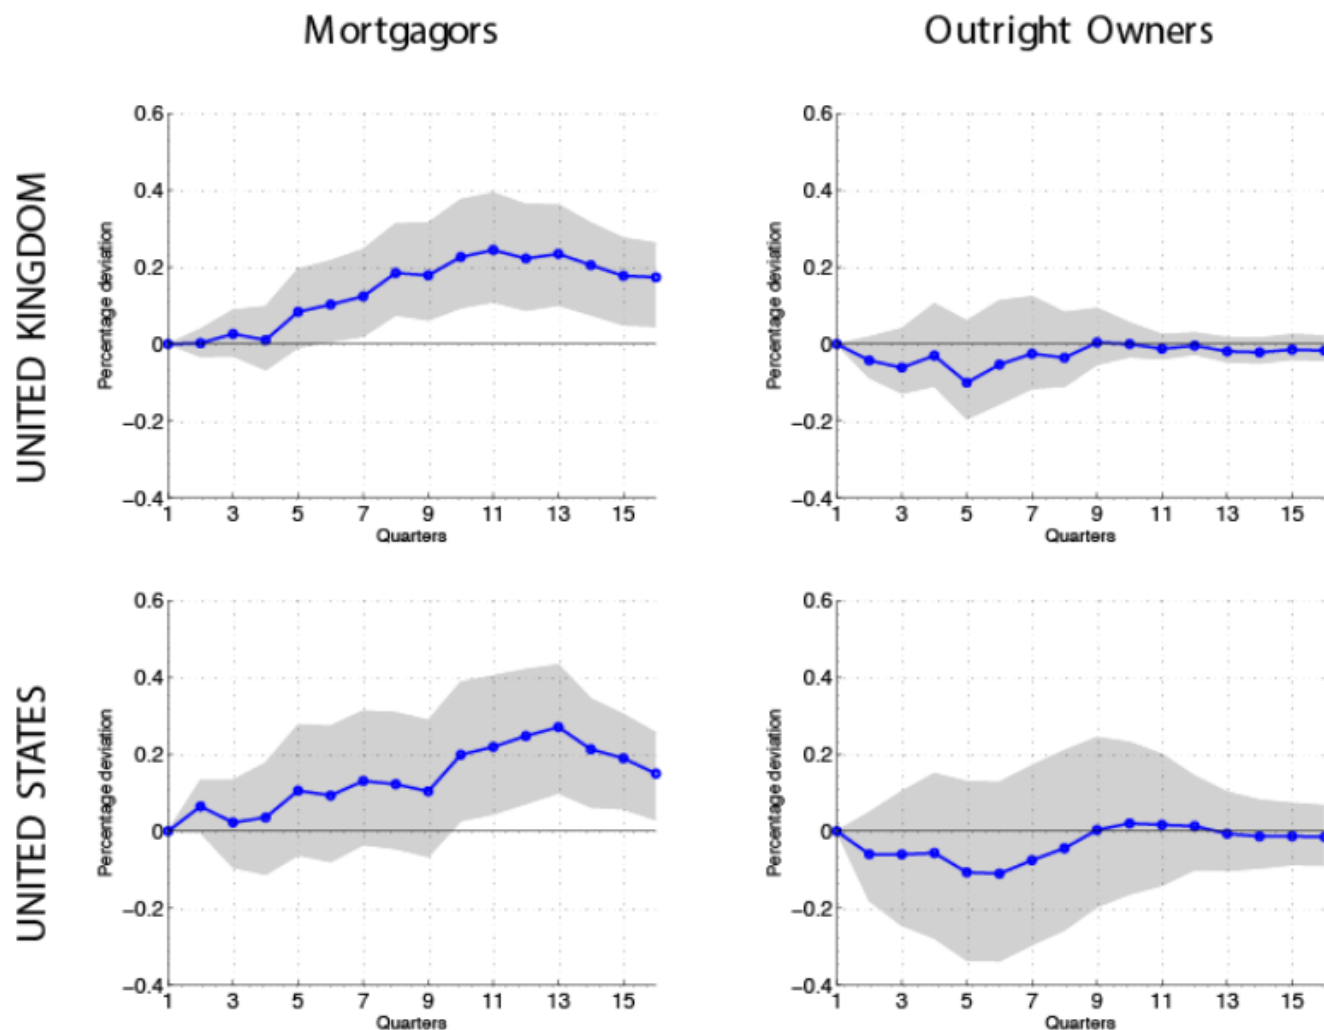 Mortgagors
Outright Owners
UNITED KINGDOM
Percentage deviation
0.6
0.4
0.2
0
−0.2
−0.4
1 3 5 7 9 11 13 15
Quarters
Percentage deviation
0.6
0.4
0.2
0
−0.2
−0.4
1 3 5 7 9 11 13 15
Quarters
UNITED STATES
Percentage deviation
0.6
0.4
0.2
0
−0.2
−0.4
1 3 5 7 9 11 13 15
Quarters
Percentage deviation
0.6
0.4
0.2
0
−0.2
−0.4
1 3 5 7 9 11 13 15
Quarters